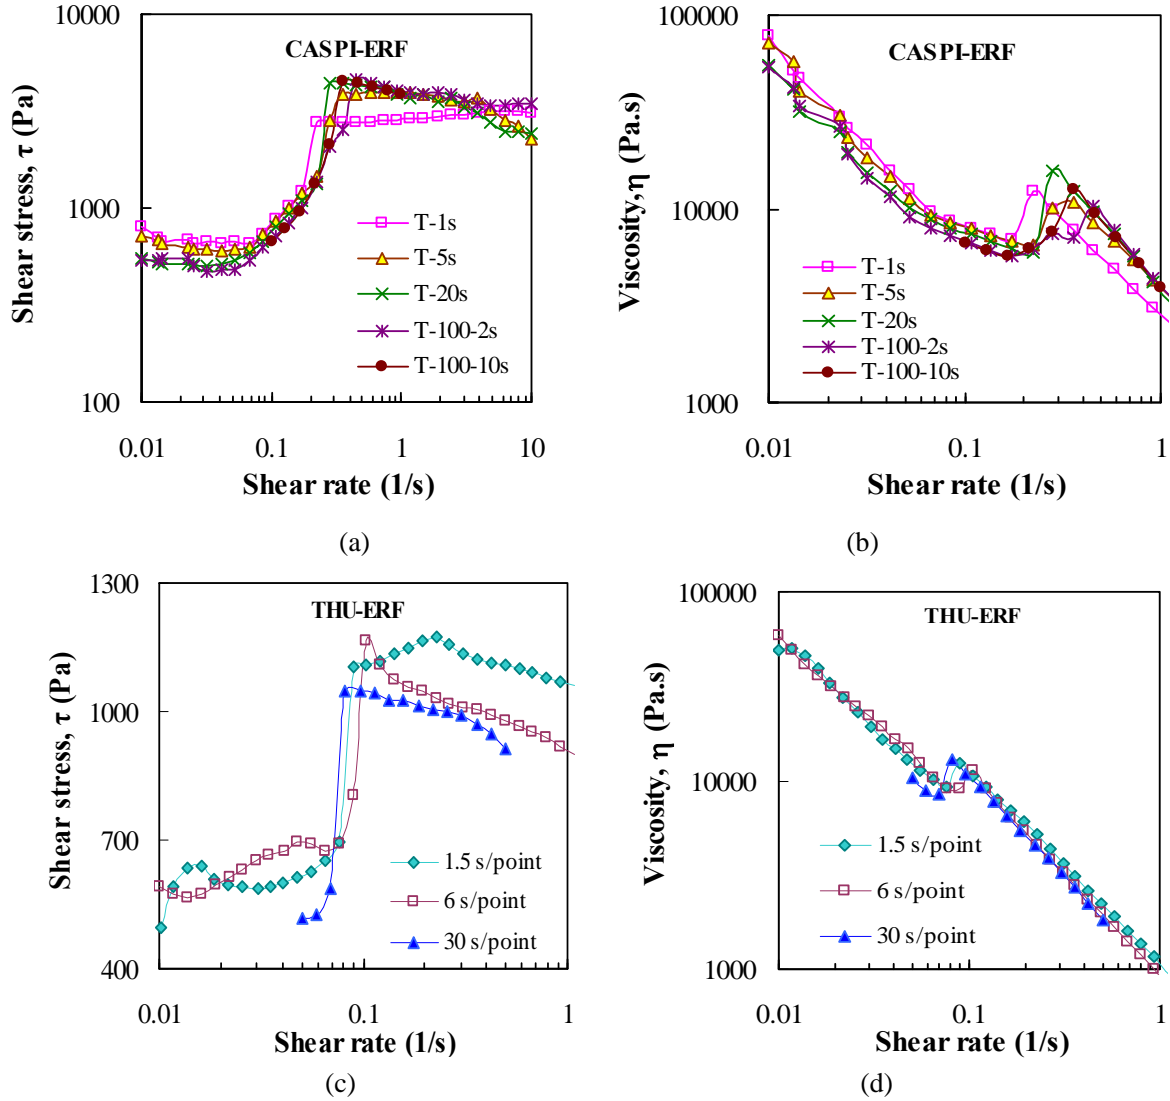 10000
CASPI-ERF
Shear stress, τ (Pa)
1000
T-1s
T-5s
T-20s
T-100-2s
T-100-10s
100
0.01
0.1
1
10
Shear rate (1/s)
(a)
100000
CASPI-ERF
Viscosity,η (Pa.s)
10000
T-1s
T-5s
T-20s
T-100-2s
T-100-10s
1000
0.01
0.1
1
Shear rate (1/s)
(b)
1300
THU-ERF
Shear stress, τ (Pa)
1000
700
1.5 s/point
6 s/point
30 s/point
400
0.01
0.1
1
Shear rate (1/s)
(c)
100000
THU-ERF
Viscosity, η (Pa.s)
10000
1.5 s/point
6 s/point
30 s/point
1000
0.01
0.1
1
Shear rate (1/s)
(d)